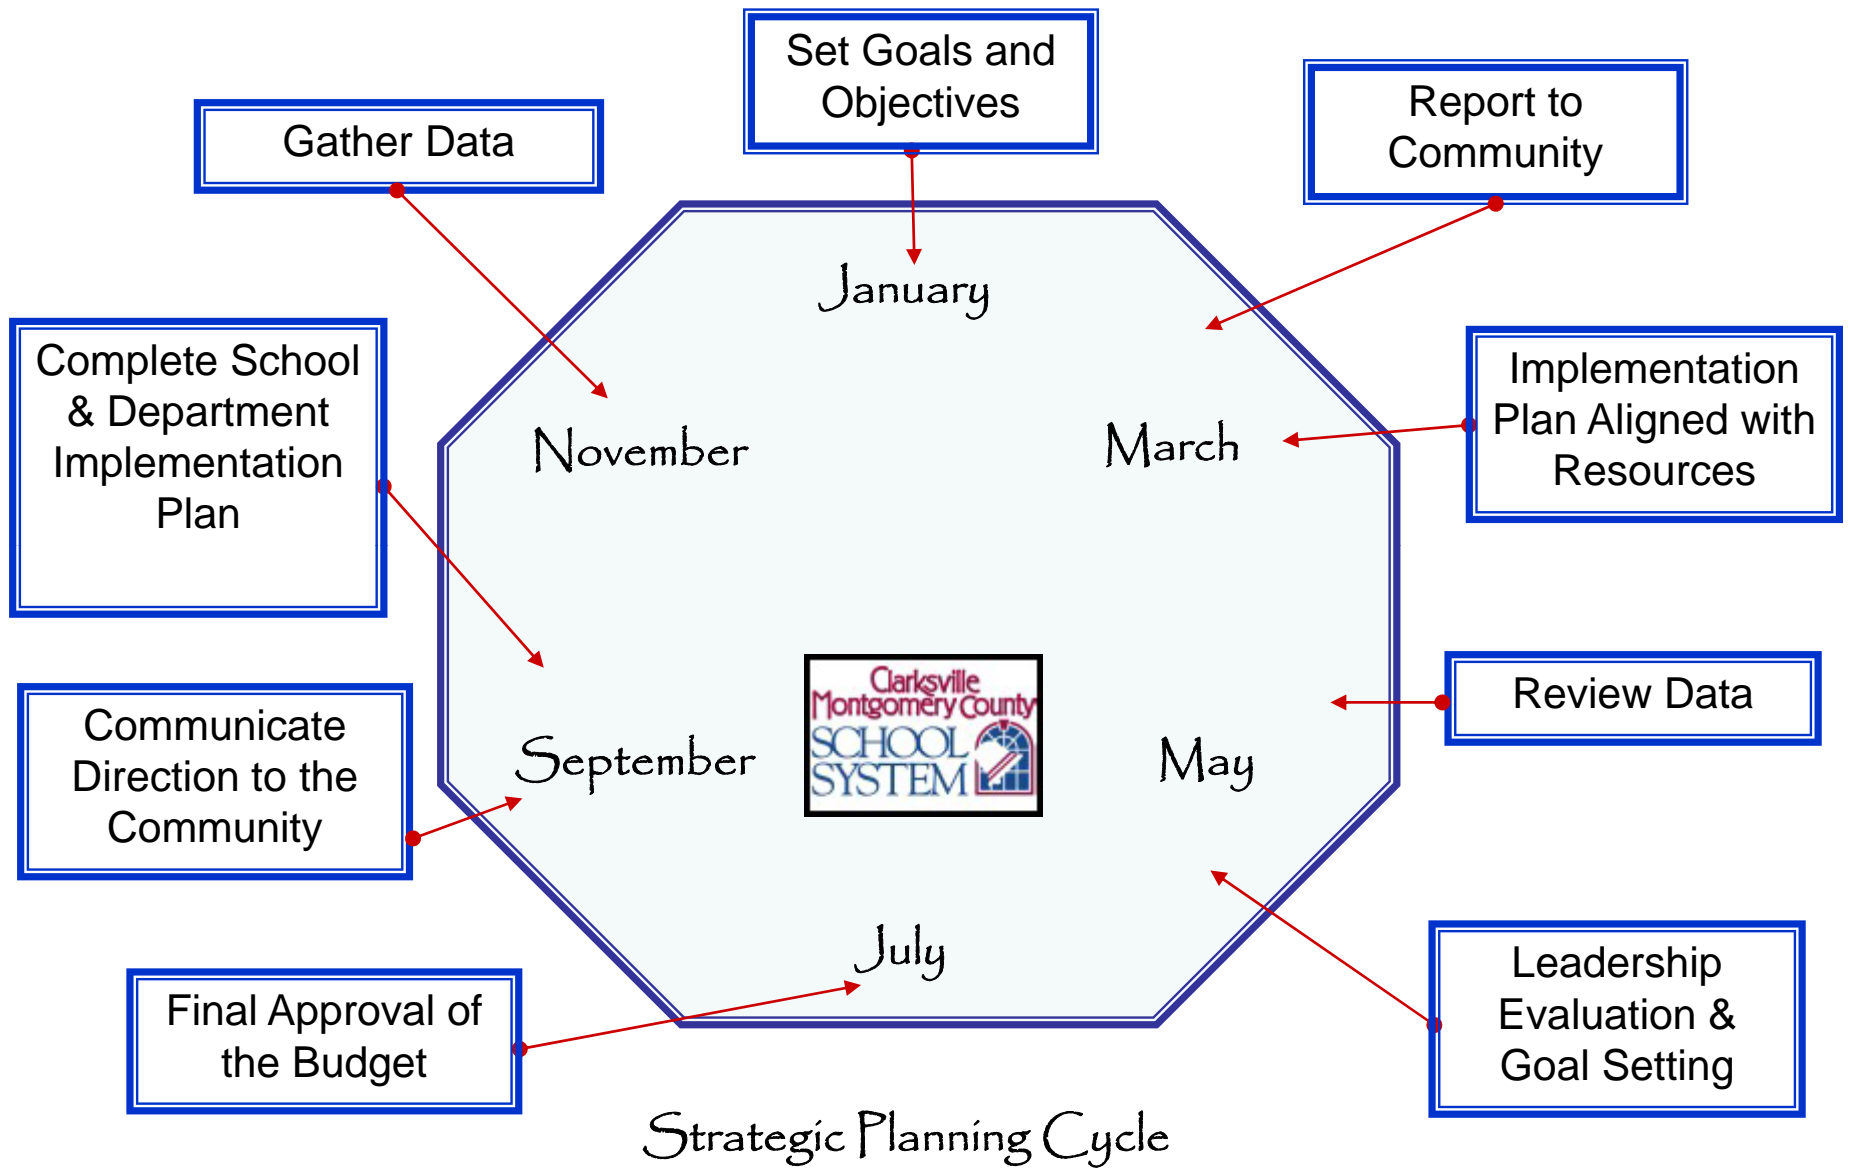 Set Goals and
Objectives
Report to
Community
Gather Data
January
Complete School
& Department
Implementation
Plan
Implementation
Plan Aligned with
Resources
November
March
Communicate
Direction to the
Community
Clarksville
Montgomery County
SCHOOL
SYSTEM
Review Data
September
May
Final Approval of
the Budget
July
Leadership
Evaluation &
Goal Setting
Strategic Planning Cycle